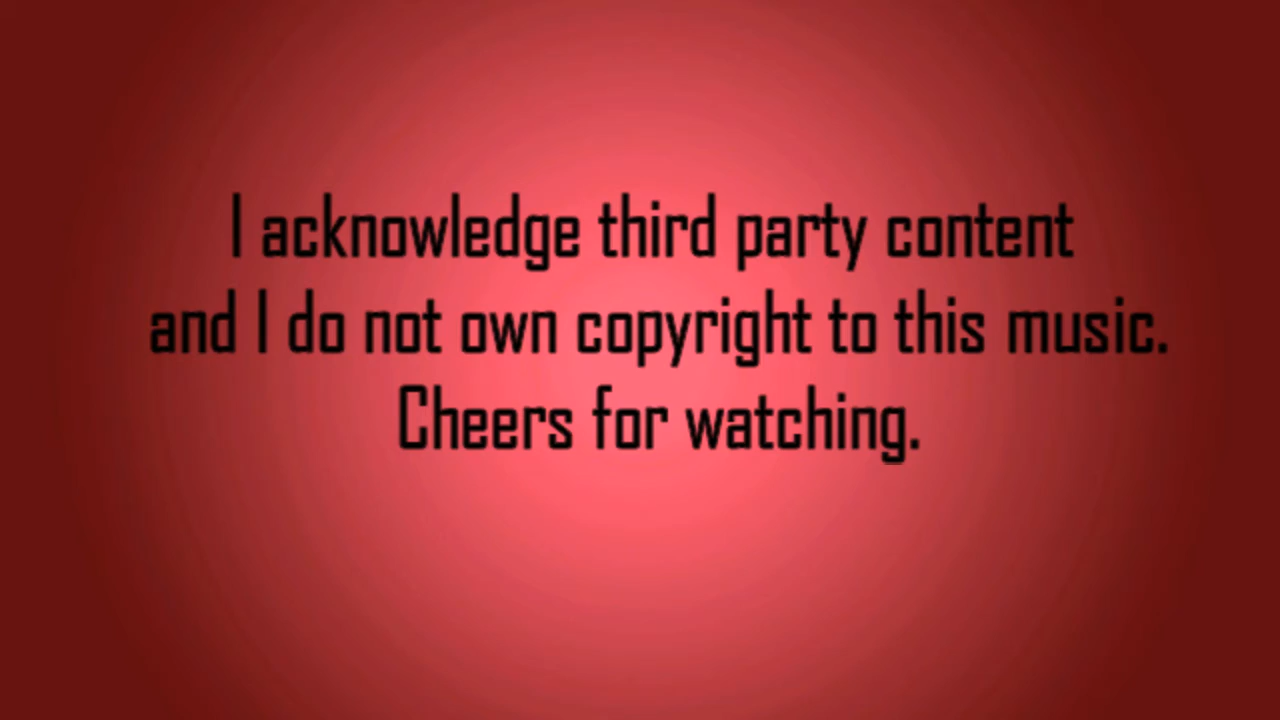 I acknowledge third party content
and I do not own copyright to this music.
Cheers for watching.